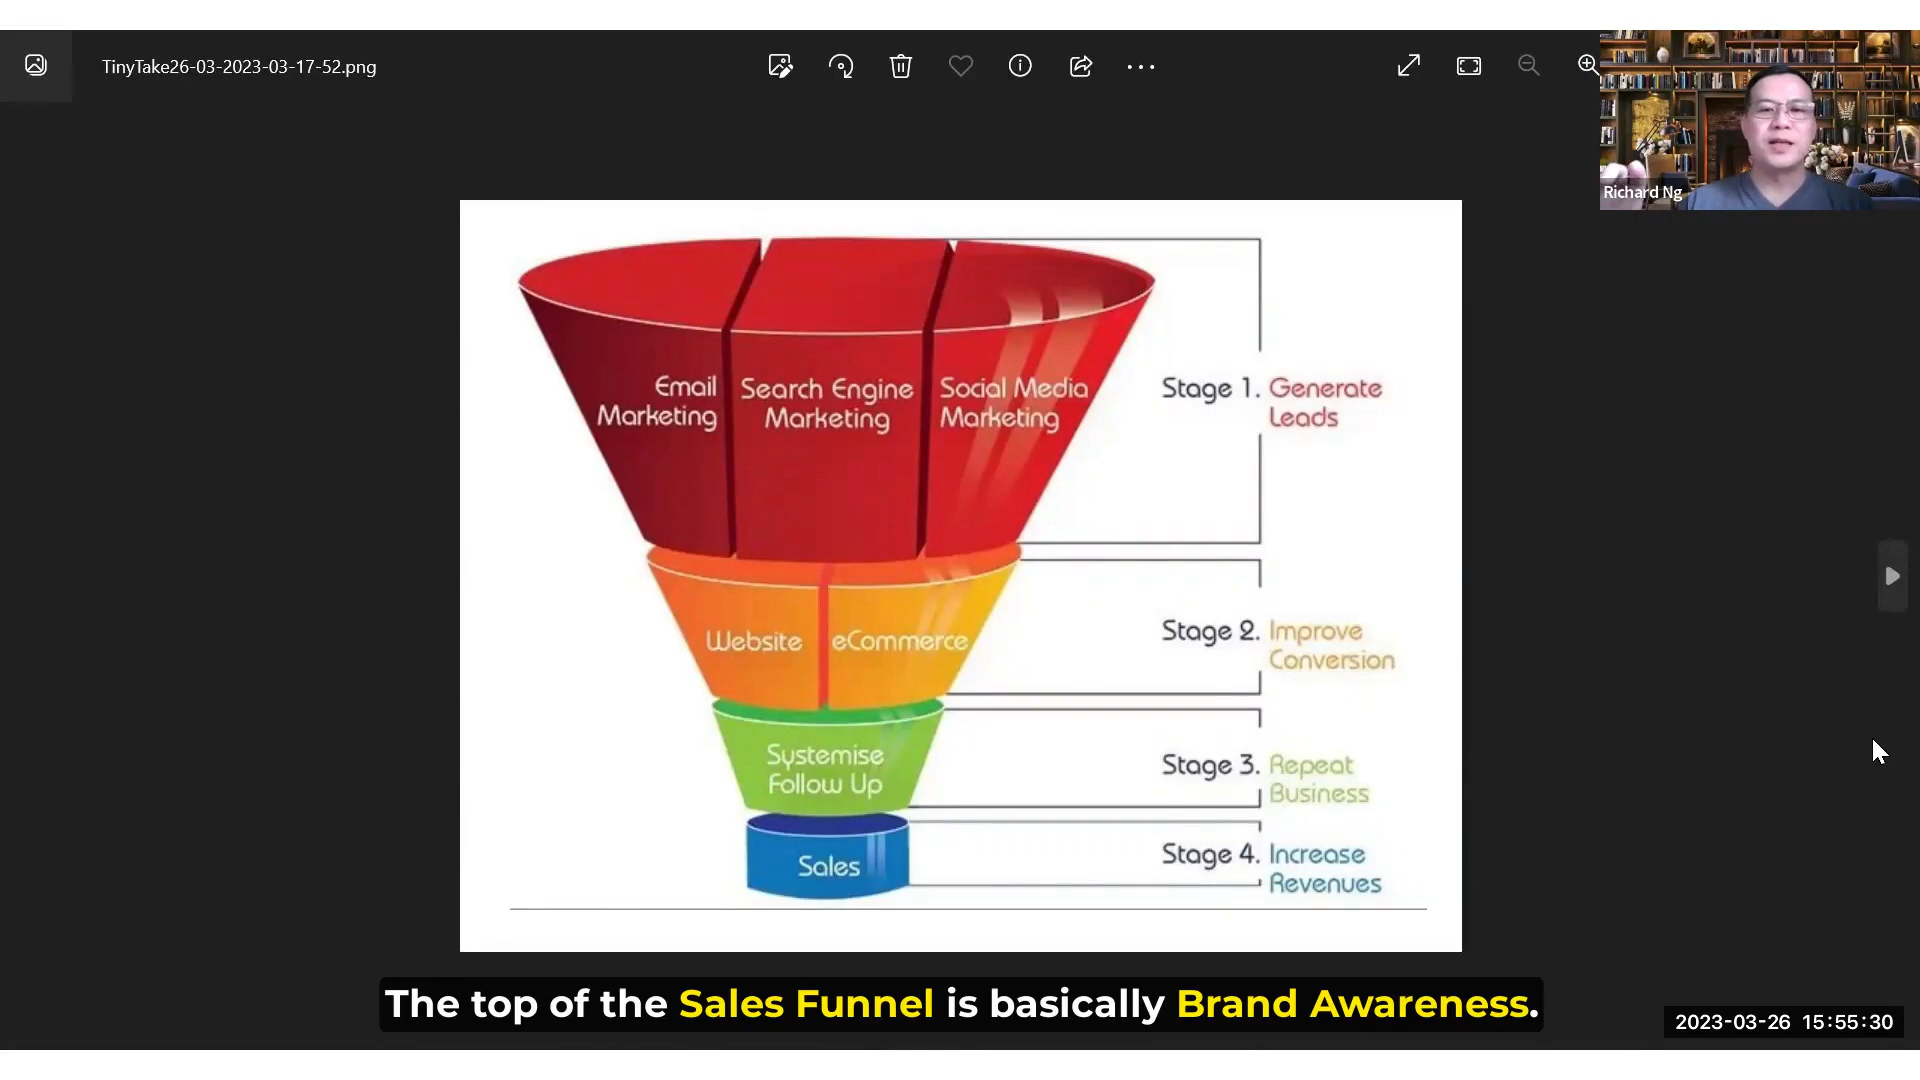 TinyTake26-03-2023-03-17-52.png
Richard Ng
Email
Marketing
Search Engine
Marketing
Social Media
Marketing
Stage 1. Generate
Leads
Website
eCommerce
Stage 2. Improve
Conversion
Systemise
Follow Up
Stage 3. Repeat
Business
Sales
Stage 4. Increase
Revenues
The top of the Sales Funnel is basically Brand Awareness.
2023-03-26 15:55:30